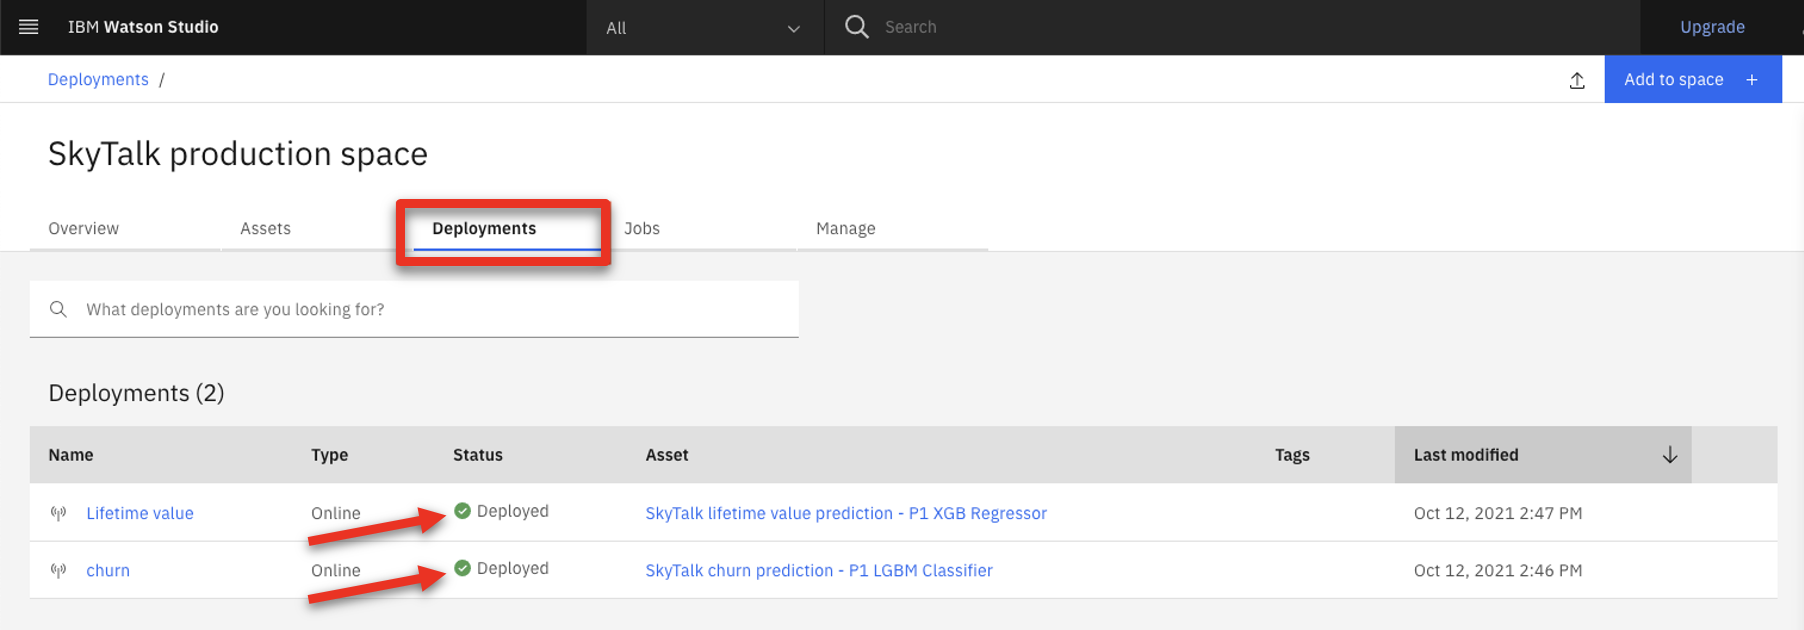 IBM Watson Studio All Search Upgrade
Deployments / Add to space +
SkyTalk production space
Overview Assets Deployments Jobs Manage
What deployments are you looking for?
Deployments (2)
Name Type Status Asset Tags Last modified
Lifetime value Online Deployed SkyTalk lifetime value prediction - P1 XGB Regressor Oct 12, 2021 2:47 PM
churn Online Deployed SkyTalk churn prediction - P1 LGBM Classifier Oct 12, 2021 2:46 PM